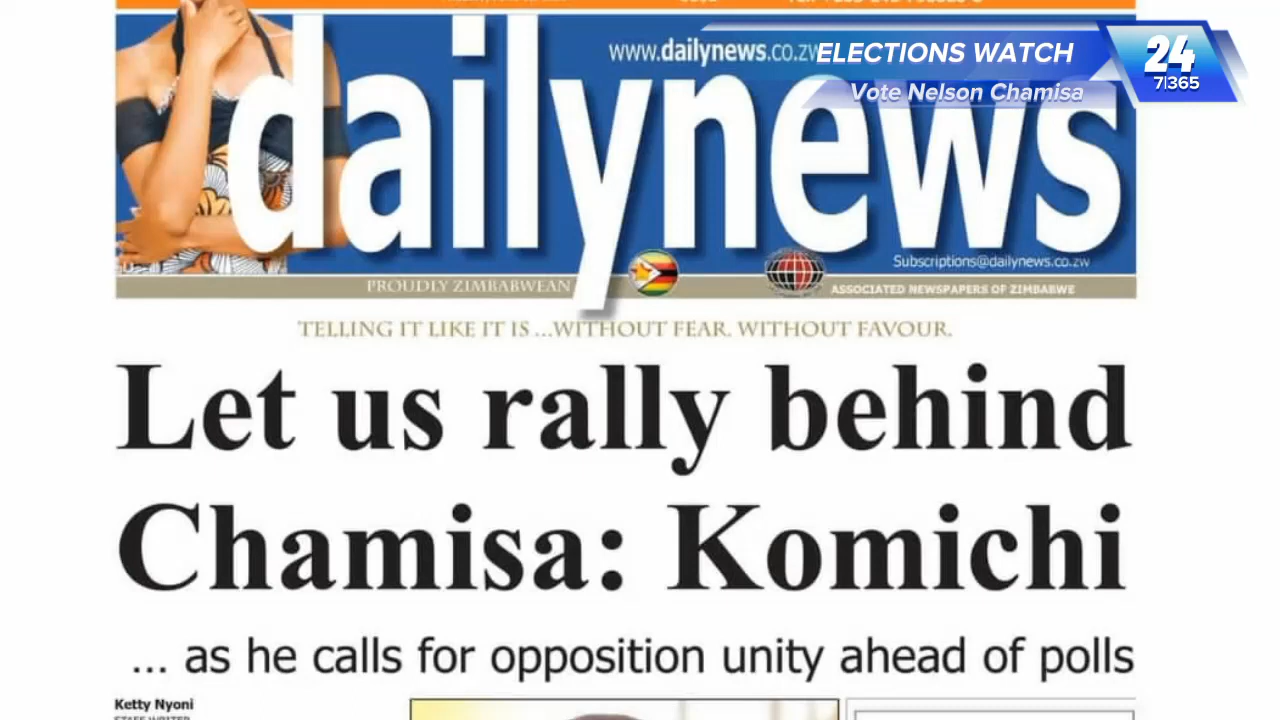 www.dailynews.co.zw
ELECTIONS WATCH
24
Vote Nelson Chamisa
7|365
dailynews
Subscriptions@dailynews.co.zw
PROUDLY ZIMBABWEAN
ASSOCIATED NEWSPAPERS OF ZIMBABWE
TELLING IT LIKE IT IS ...WITHOUT FEAR. WITHOUT FAVOUR.
Let us rally behind
Chamisa: Komichi
... as he calls for opposition unity ahead of polls
Ketty Nyoni